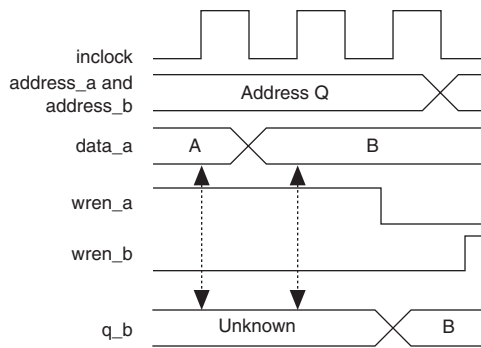 inclock
address_a and
address_b
Address Q
data_a
A
B
wren_a
wren_b
q_b
Unknown
B